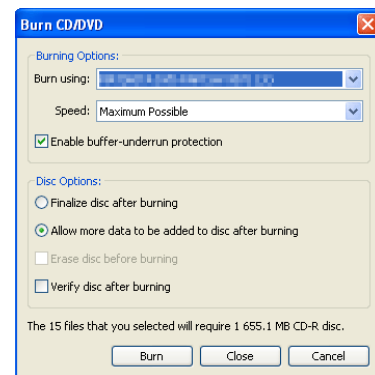 Burn CD/DVD
Burning Options:
Burn using:
Speed: Maximum Possible
Enable buffer-underrun protection
Disc Options:
Finalize disc after burning
Allow more data to be added to disc after burning
Erase disc before burning
Verify disc after burning
The 15 files that you selected will require 1 655.1 MB CD-R disc.
Burn Close Cancel